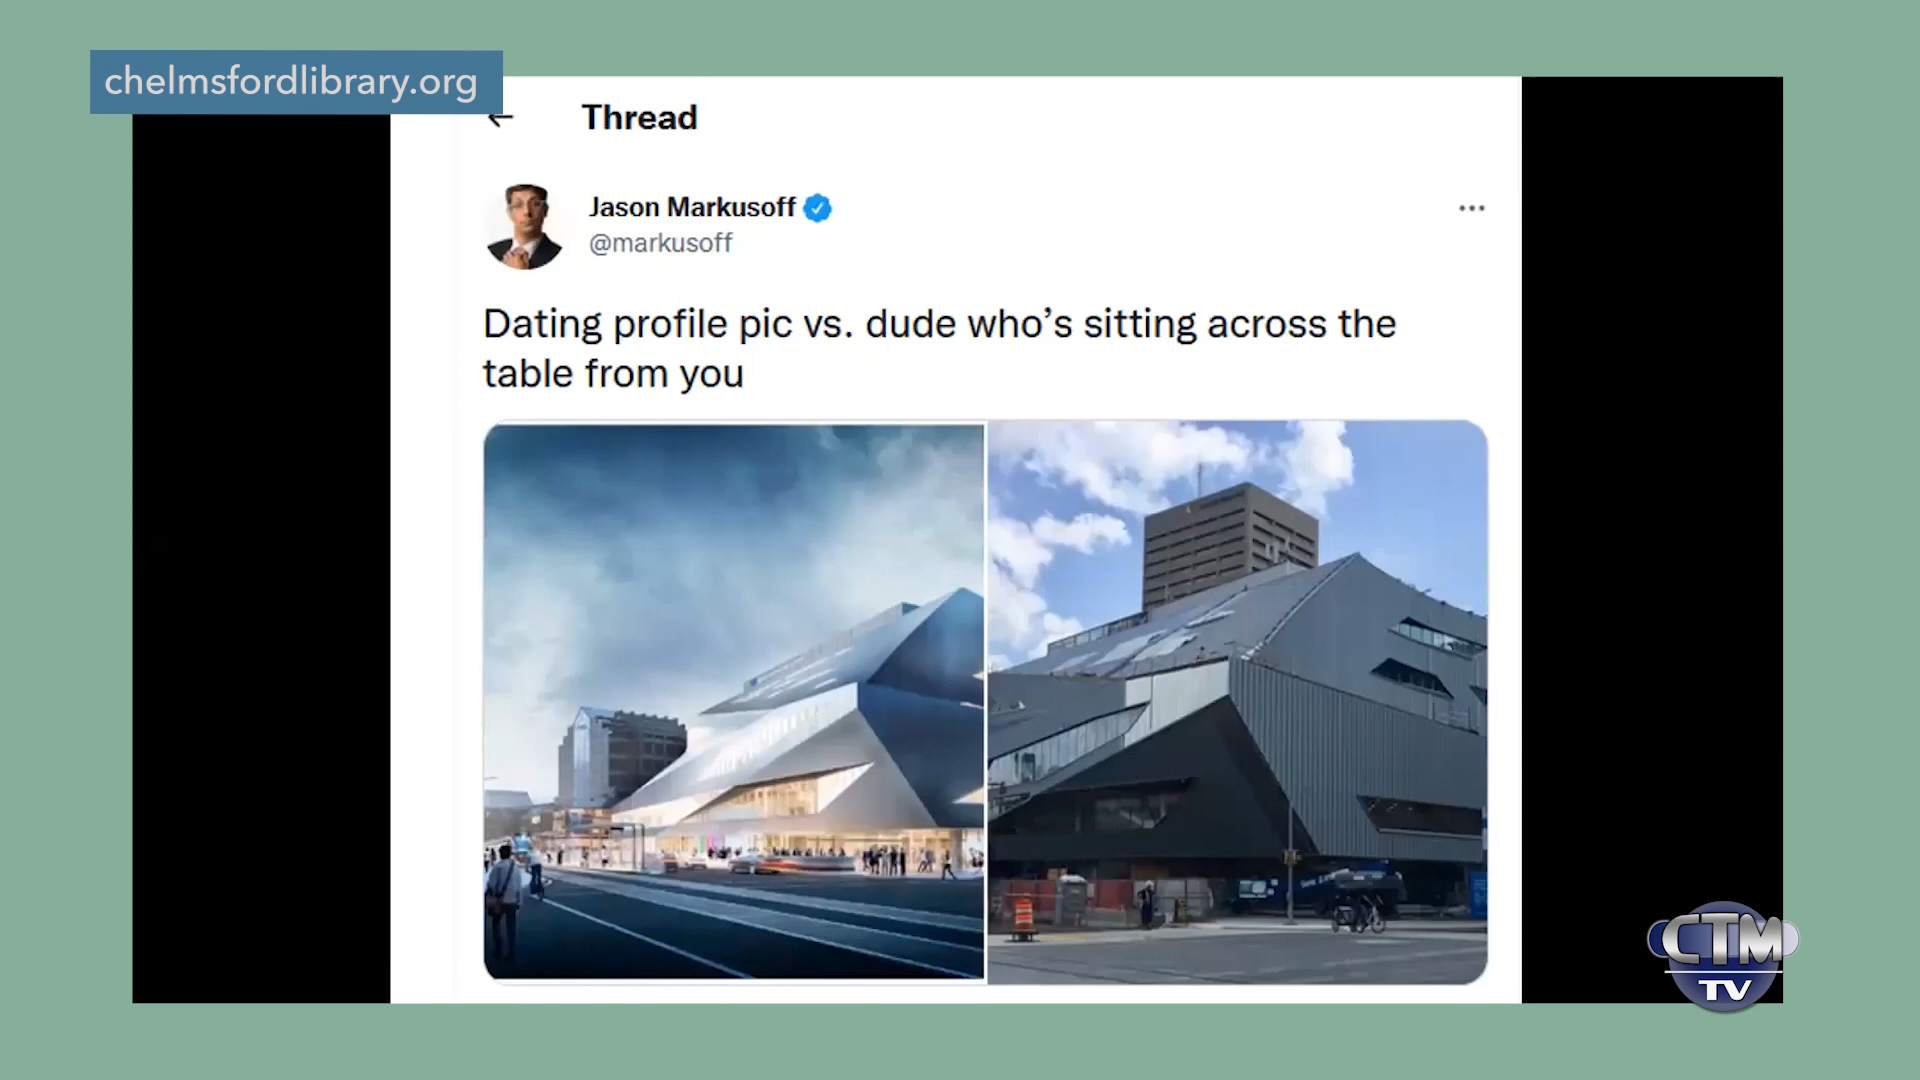 chelmsfordlibrary.org
Thread
Jason Markusoff
@markusoff
Dating profile pic vs. dude who’s sitting across the
table from you
CTM
TV